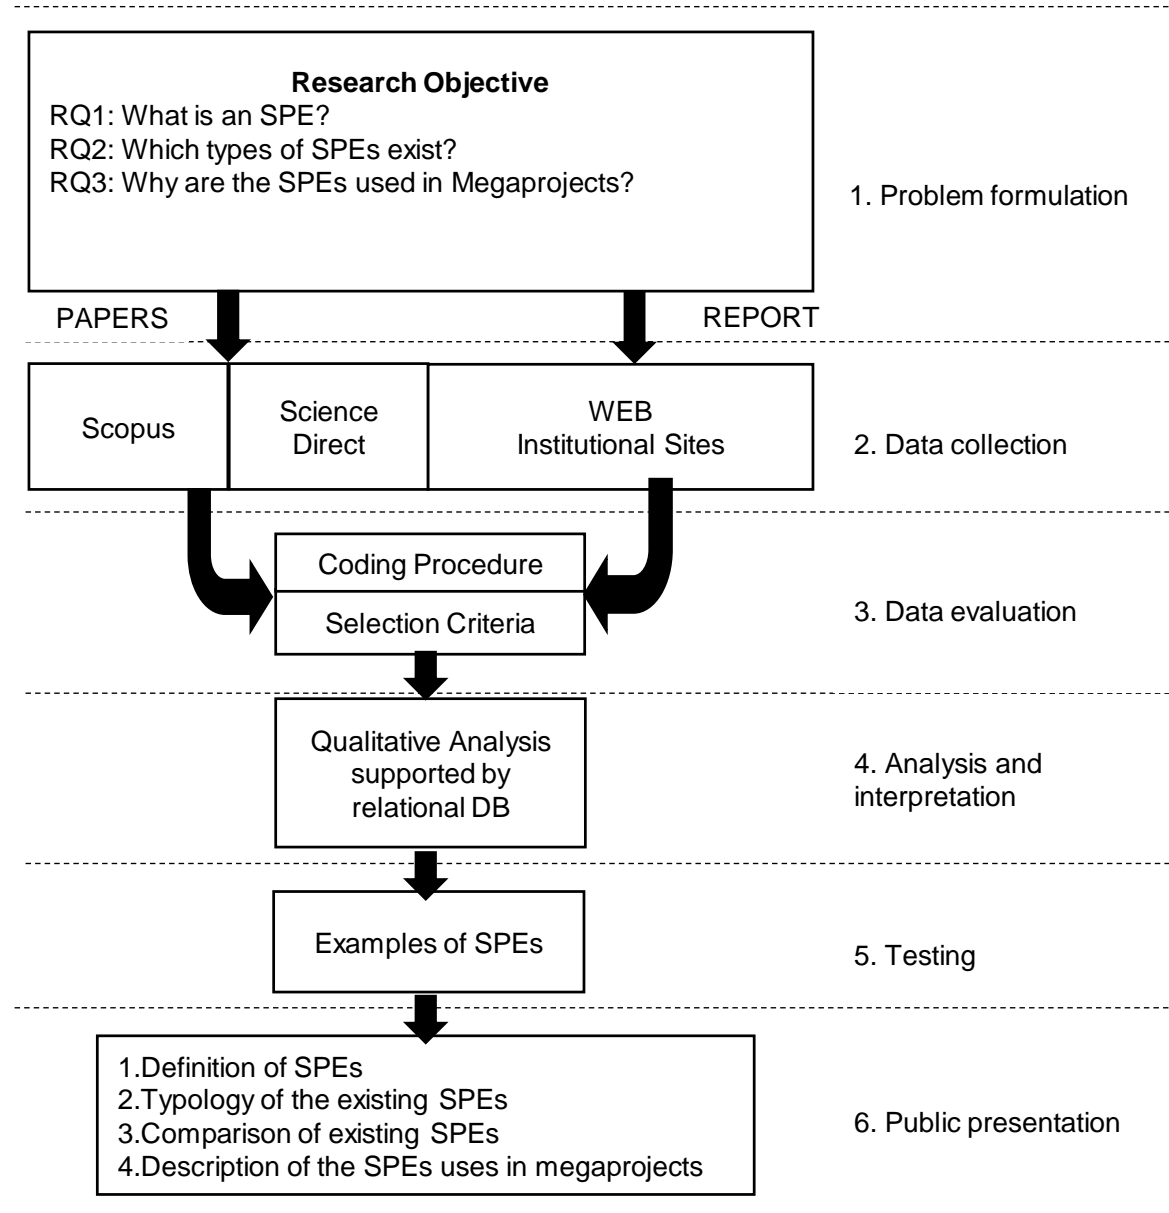 Research Objective
RQ1: What is an SPE?
RQ2: Which types of SPEs exist?
RQ3: Why are the SPEs used in Megaprojects?
1. Problem formulation
PAPERS
REPORT
Scopus
Science
Direct
WEB
Institutional Sites
2. Data collection
Coding Procedure
Selection Criteria
3. Data evaluation
Qualitative Analysis
supported by
relational DB
4. Analysis and
interpretation
Examples of SPEs
5. Testing
1.Definition of SPEs
2.Typology of the existing SPEs
3.Comparison of existing SPEs
4.Description of the SPEs uses in megaprojects
6. Public presentation